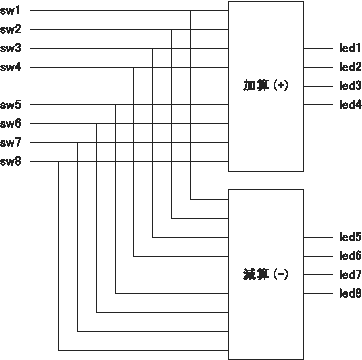 sw1
sw2
sw3
sw4
sw5
sw6
sw7
sw8
加算(+)
led1
led2
led3
led4
減算(-)
led5
led6
led7
led8